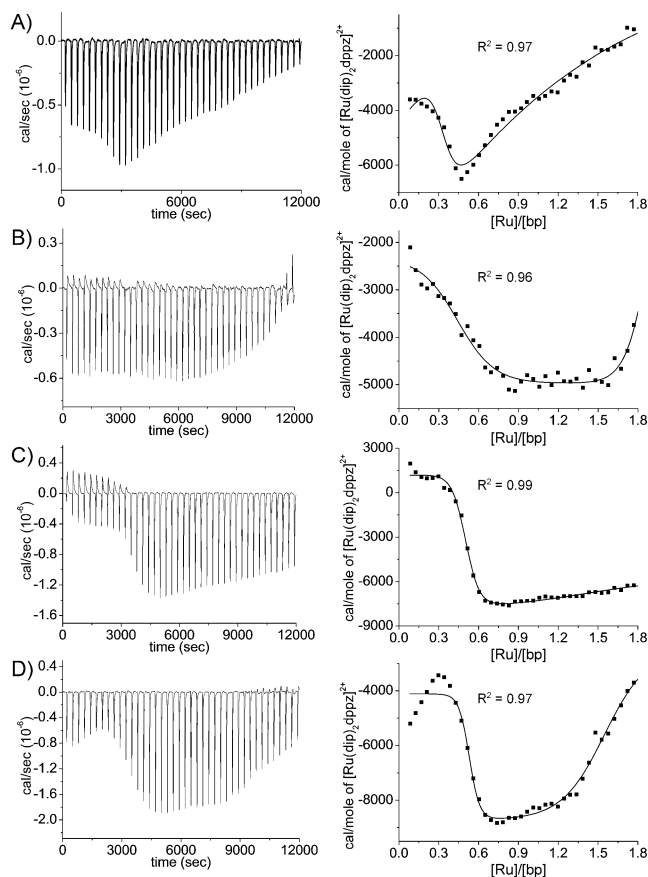 A)
cal/sec (10⁻⁶)
0.0
-0.5
-1.0
0 3000 6000 9000 12000
time (sec)
cal/mole of [Ru(dip)₂dppz]²⁺
-2000
-4000
-6000
R² = 0.97
0.0 0.3 0.6 0.9 1.2 1.5 1.8
[Ru]/[bp]
B)
cal/sec (10⁻⁶)
0.3
0.0
-0.3
-0.6
0 3000 6000 9000 12000
time (sec)
cal/mole of [Ru(dip)₂dppz]²⁺
-2000
-3000
-4000
-5000
R² = 0.96
0.0 0.3 0.6 0.9 1.2 1.5 1.8
[Ru]/[bp]
C)
cal/sec (10⁻⁶)
0.4
0.0
-0.4
-0.8
-1.2
-1.6
0 3000 6000 9000 12000
time (sec)
cal/mole of [Ru(dip)₂dppz]²⁺
3000
0
-3000
-6000
-9000
R² = 0.99
0.0 0.3 0.6 0.9 1.2 1.5 1.8
[Ru]/[bp]
D)
cal/sec (10⁻⁶)
0.4
0.0
-0.4
-0.8
-1.2
-1.6
-2.0
0 3000 6000 9000 12000
time (sec)
cal/mole of [Ru(dip)₂dppz]²⁺
-4000
-6000
-8000
R² = 0.97
0.0 0.3 0.6 0.9 1.2 1.5 1.8
[Ru]/[bp]